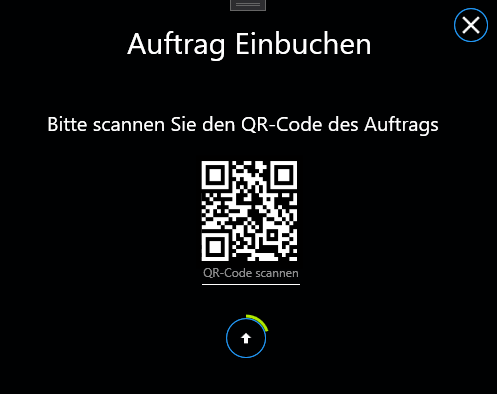 Auftrag Einbuchen
Bitte scannen Sie den QR-Code des Auftrags
QR-Code scannen